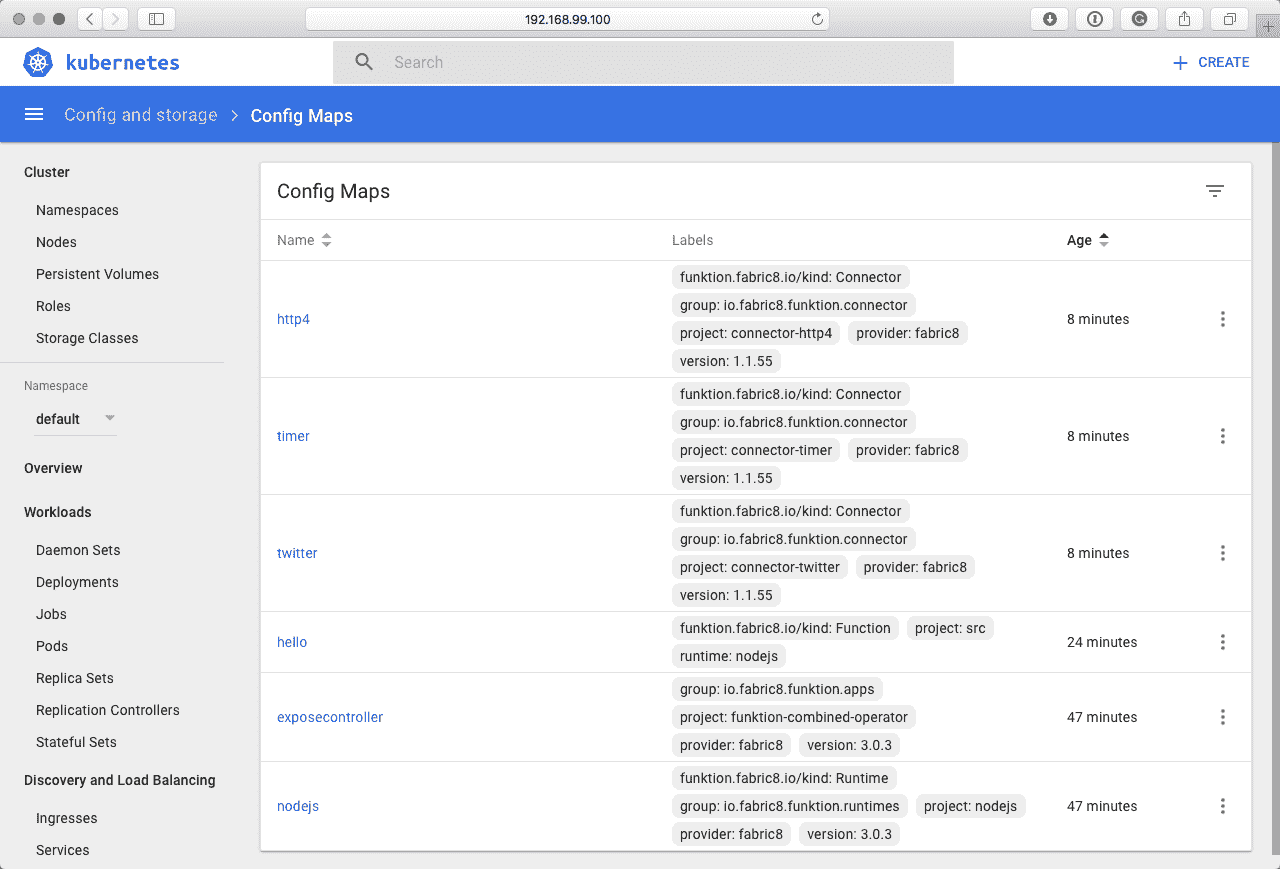 192.168.99.100
kubernetes
Search
CREATE
Config and storage > Config Maps
Cluster
Namespaces
Nodes
Persistent Volumes
Roles
Storage Classes
Namespace
default
Overview
Workloads
Daemon Sets
Deployments
Jobs
Pods
Replica Sets
Replication Controllers
Stateful Sets
Discovery and Load Balancing
Ingresses
Services
Config Maps
Name Labels Age
funktion.fabric8.io/kind: Connector
group: io.fabric8.funktion.connector
http4 project: connector-http4 provider: fabric8 8 minutes
version: 1.1.55
funktion.fabric8.io/kind: Connector
group: io.fabric8.funktion.connector
timer project: connector-timer provider: fabric8 8 minutes
version: 1.1.55
funktion.fabric8.io/kind: Connector
group: io.fabric8.funktion.connector
twitter project: connector-twitter provider: fabric8 8 minutes
version: 1.1.55
funktion.fabric8.io/kind: Function project: src
hello runtime: nodejs 24 minutes
group: io.fabric8.funktion.apps
exposecontroller project: funktion-combined-operator 47 minutes
provider: fabric8 version: 3.0.3
funktion.fabric8.io/kind: Runtime
nodejs group: io.fabric8.funktion.runtimes project: nodejs 47 minutes
provider: fabric8 version: 3.0.3